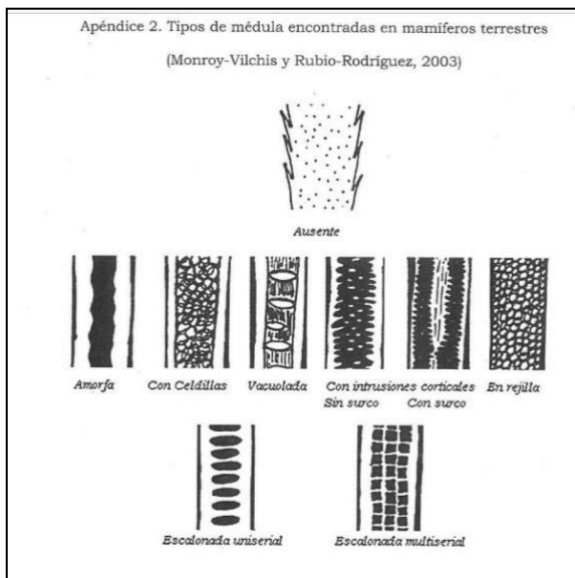 Apéndice 2. Tipos de médula encontradas en mamíferos terrestres
(Monroy-Vilchis y Rubio-Rodríguez, 2003)
Ausente
Amorfa Con Celdillas Vacuolada Con intrusiones corticales En rejilla
Sin surco Con surco
Escalonada uniserial Escalonada multiserial